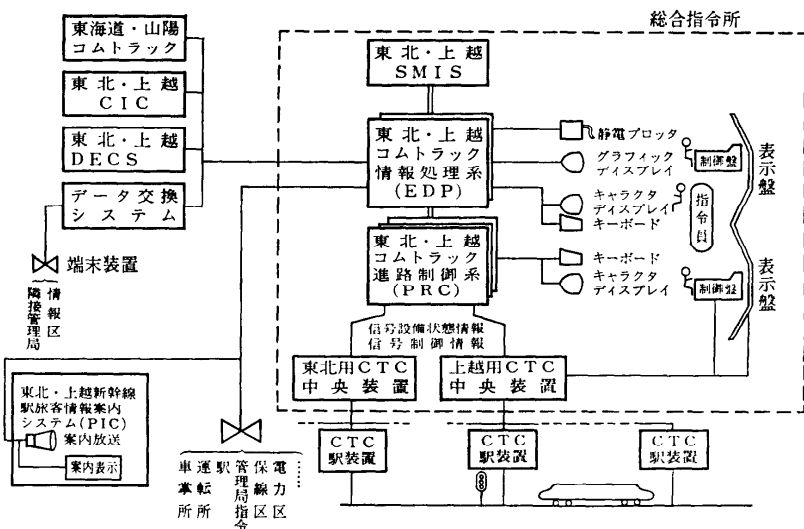 総合指令所
東海道・山陽
コムトラック
東北・上越
CIC
東北・上越
DECS
データ交換
システム
端末装置
情報区
隣接管理局
東北・上越
SMIS
東北・上越
コムトラック
情報処理系
(EDP)
東北・上越
コムトラック
進路制御系
(PRC)
静電プロッタ
グラフィック
ディスプレイ
キャラクタ
ディスプレイ
キーボード
キーボード
キャラクタ
ディスプレイ
制御盤
指令員
制御盤
表示盤
表示盤
信号設備状態情報
信号制御情報
東北用CTC
中央装置
上越用CTC
中央装置
東北・上越新幹線
駅旅客情報案内
システム(PIC)
案内放送
案内表示
……
電力区
保線区
管理局指令
駅
運転所
車掌所
CTC
駅装置
CTC
駅装置
CTC
駅装置